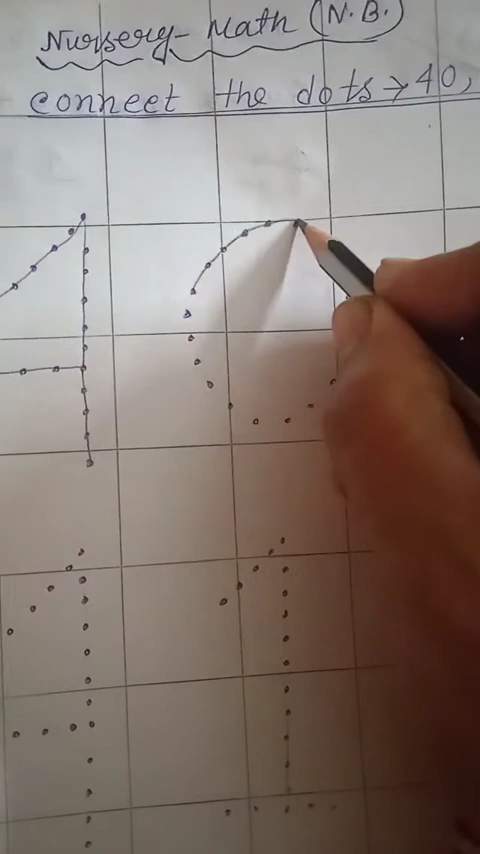 Nursery- Math (N.B.)
connect the dots → 40,